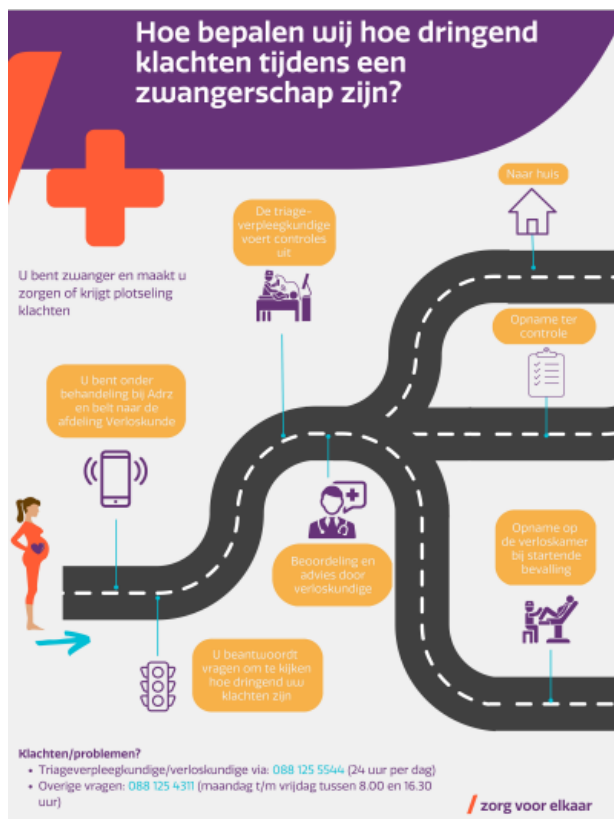 Hoe bepalen wij hoe dringend
klachten tijdens een
zwangerschap zijn?
Naar huis
De triage-
verpleegkundige
voert controles
uit
U bent zwanger en maakt u
zorgen of krijgt plotseling
klachten
Opname ter
controle
U bent onder
behandeling bij Adrz
en belt naar de
afdeling Verloskunde
Opname op
de verloskamer
bij startende
bevalling
Beoordeling en
advies door
verloskundige
U beantwoordt
vragen om te kijken
hoe dringend uw
klachten zijn
Klachten/problemen?
• Triageverpleegkundige/verloskundige via: 088 125 5544 (24 uur per dag)
• Overige vragen: 088 125 4311 (maandag t/m vrijdag tussen 8.00 en 16.30
uur)
/ zorg voor elkaar